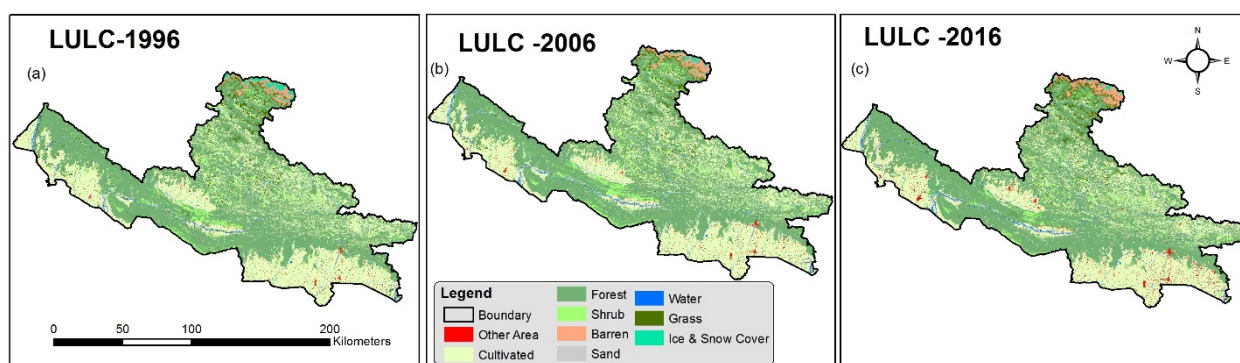 LULC-1996
(a)
0 50 100 200
Kilometers
LULC -2006
(b)
Legend
Boundary
Other Area
Cultivated
Forest
Shrub
Barren
Sand
Water
Grass
Ice & Snow Cover
LULC -2016
(c)
N
W E
S